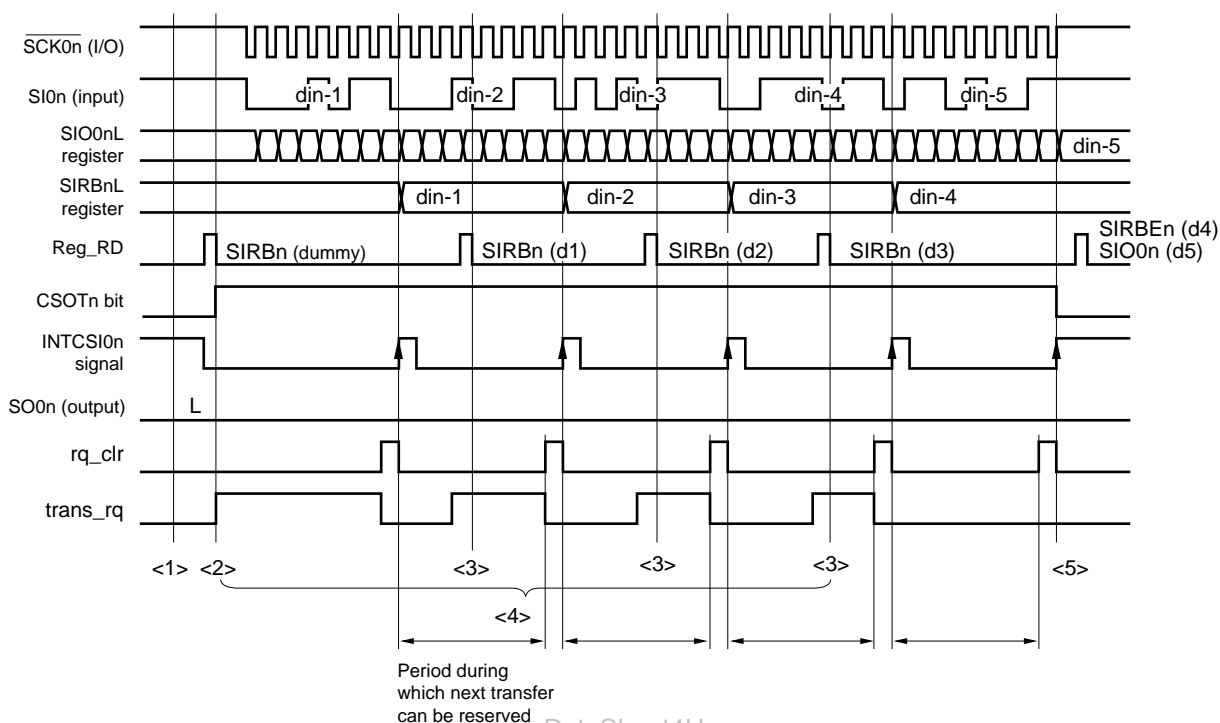 SCK0n (I/O)
SI0n (input)
din-1
din-2
din-3
din-4
din-5
SIO0nL
register
din-5
SIRBnL
register
din-1
din-2
din-3
din-4
Reg_RD
SIRBn (dummy)
SIRBn (d1)
SIRBn (d2)
SIRBn (d3)
SIRBEn (d4)
SIO0n (d5)
CSOTn bit
INTCSI0n
signal
SO0n (output)
L
rq_clr
trans_rq
<1> <2> <3> <3> <3> <5>
<4>
Period during
which next transfer
can be reserved